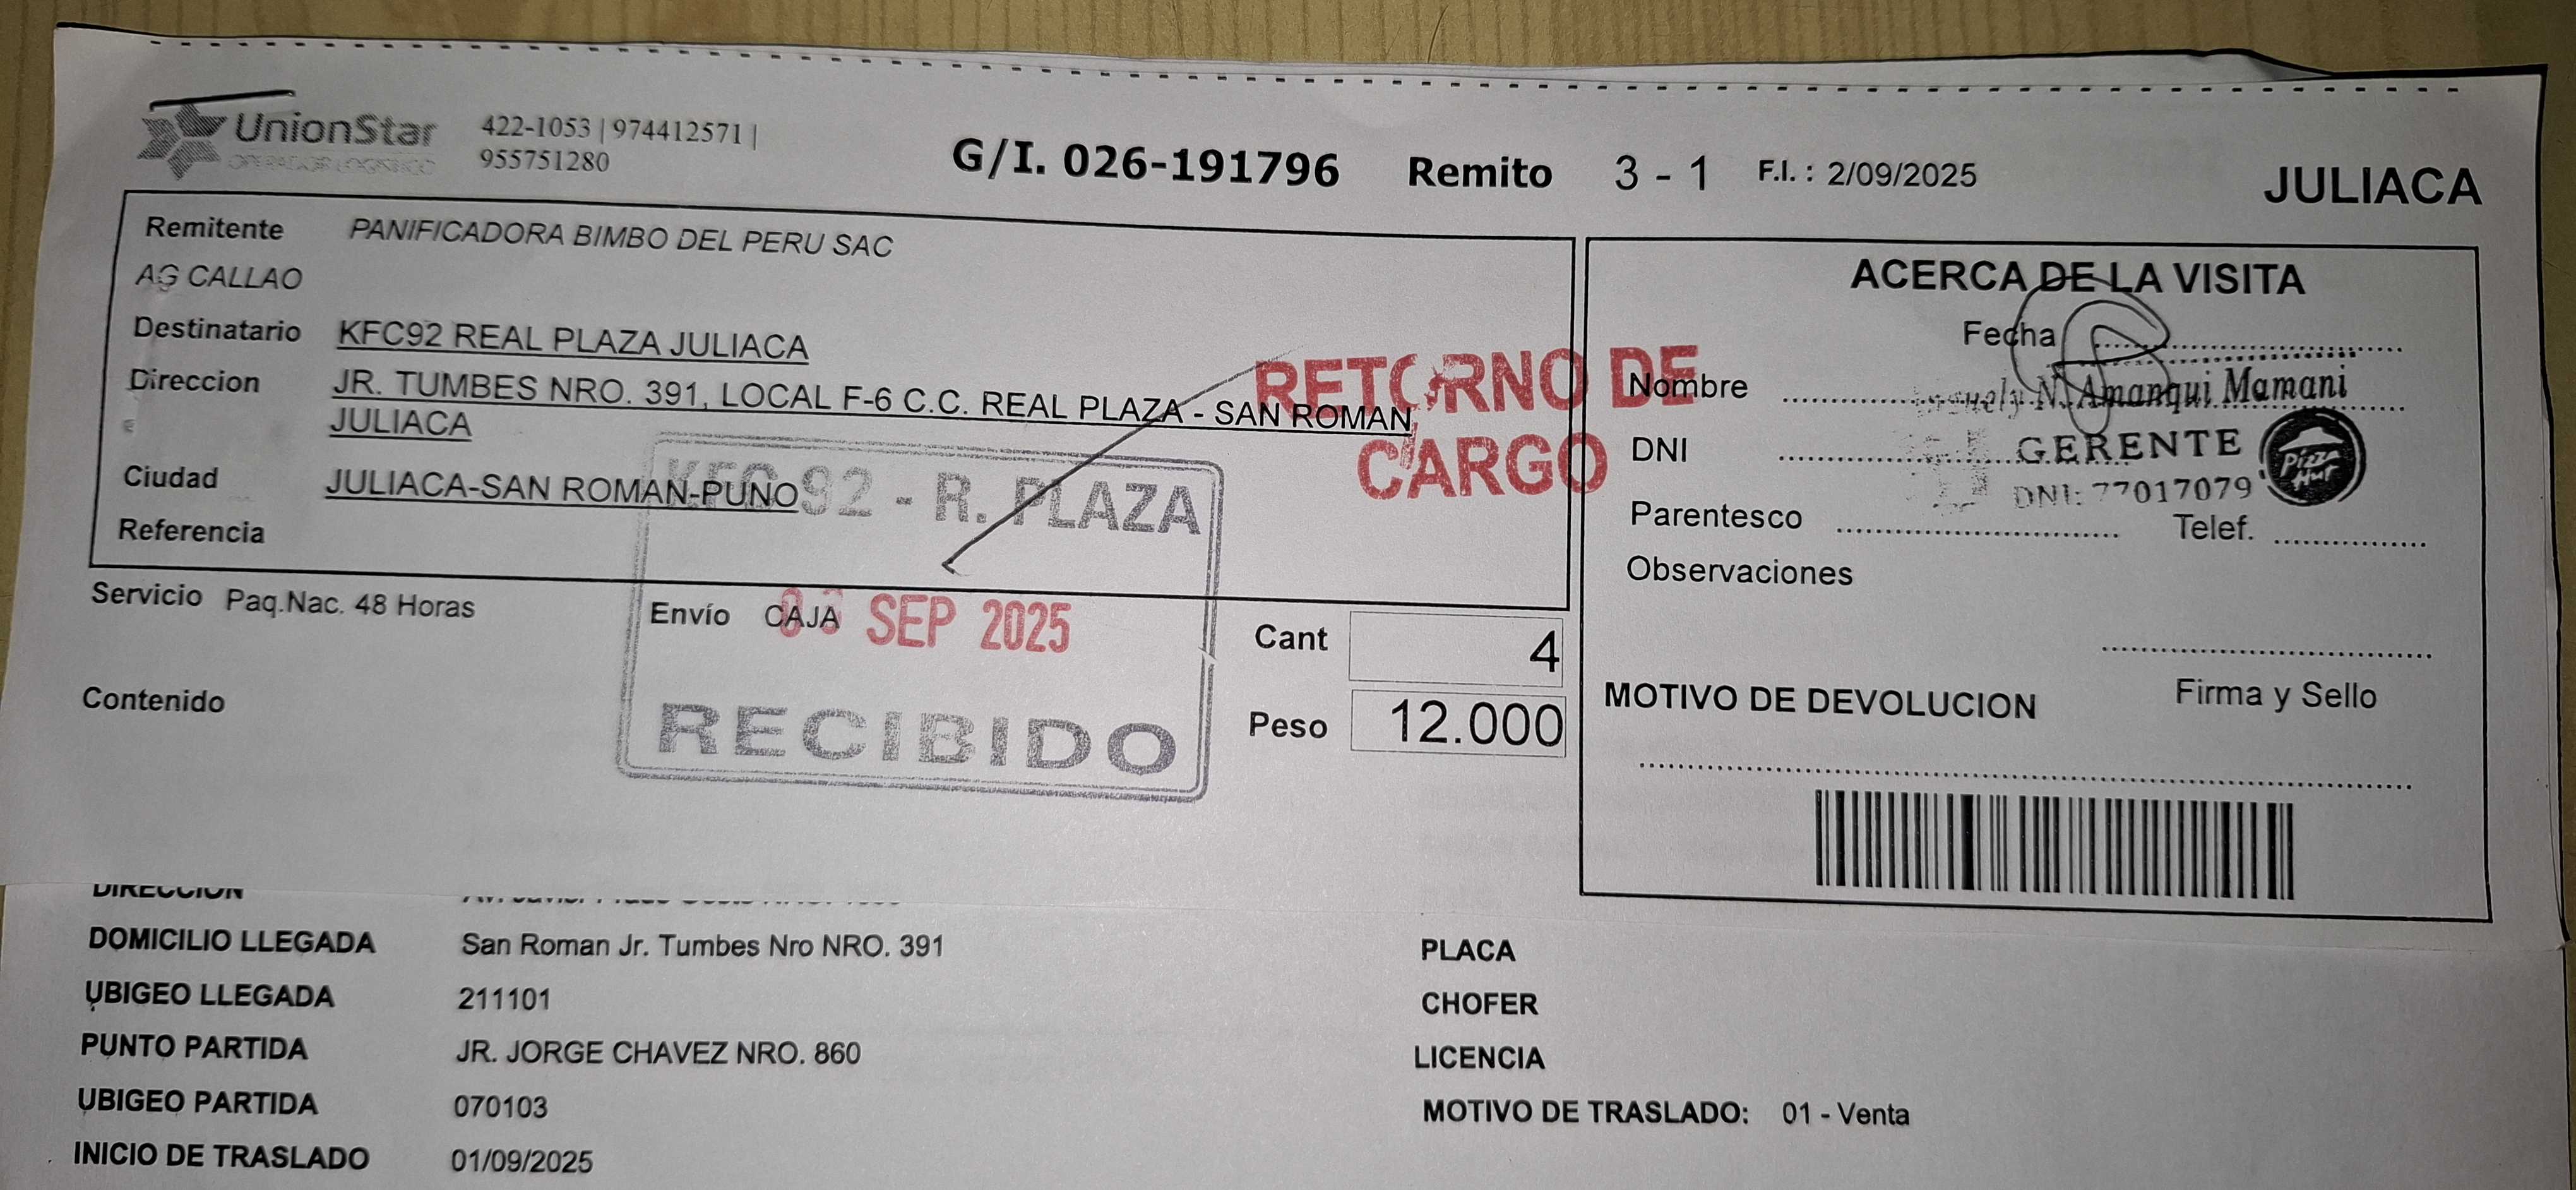 UnionStar
OPERADOR LOGISTICO
422-1053 | 974412571 |
955751280
G/I. 026-191796 Remito 3 - 1 F.I. : 2/09/2025
JULIACA
Remitente PANIFICADORA BIMBO DEL PERU SAC
AG CALLAO
Destinatario KFC92 REAL PLAZA JULIACA
Direccion JR. TUMBES NRO. 391, LOCAL F-6 C.C. REAL PLAZA - SAN ROMAN
JULIACA
Ciudad JULIACA-SAN ROMAN-PUNO
Referencia
RETORNO DE
CARGO
KFC 92 - R. PLAZA
SEP 2025
RECIBIDO
Servicio Paq.Nac. 48 Horas
Envío CAJA
Cant 4
Peso 12.000
Contenido
ACERCA DE LA VISITA
Fecha
Nombre
N. Amanqui Mamani
DNI
GERENTE
DNI: 77017079
Pizza Hut
Parentesco Telef.
Observaciones
Firma y Sello
MOTIVO DE DEVOLUCION
DIRECCION
DOMICILIO LLEGADA San Roman Jr. Tumbes Nro NRO. 391
UBIGEO LLEGADA 211101
PUNTO PARTIDA JR. JORGE CHAVEZ NRO. 860
UBIGEO PARTIDA 070103
INICIO DE TRASLADO 01/09/2025
PLACA
CHOFER
LICENCIA
MOTIVO DE TRASLADO: 01 - Venta